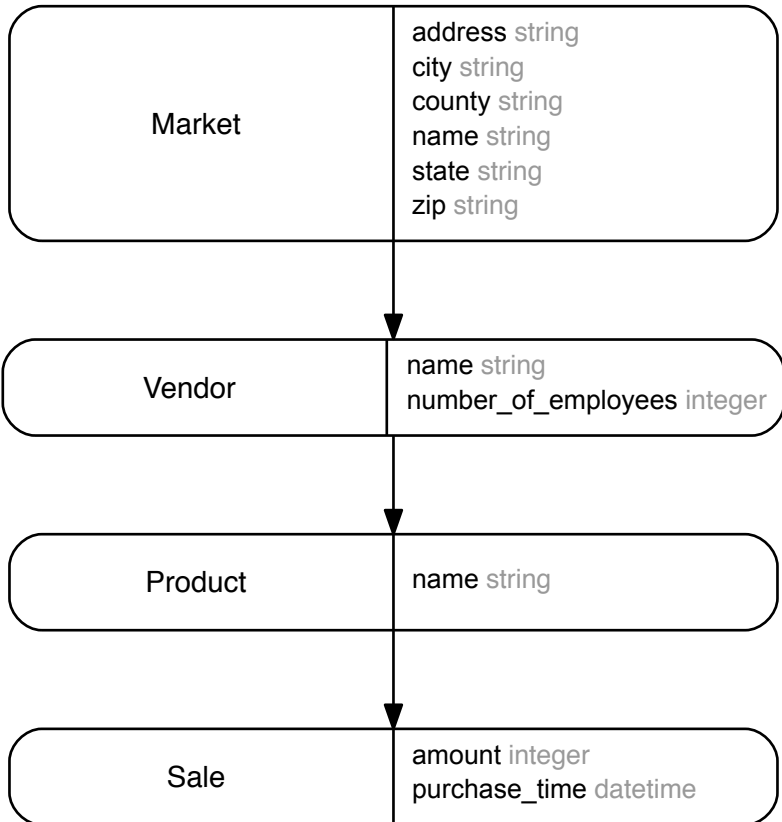 Market
address string
city string
county string
name string
state string
zip string
Vendor
name string
number_of_employees integer
Product
name string
Sale
amount integer
purchase_time datetime